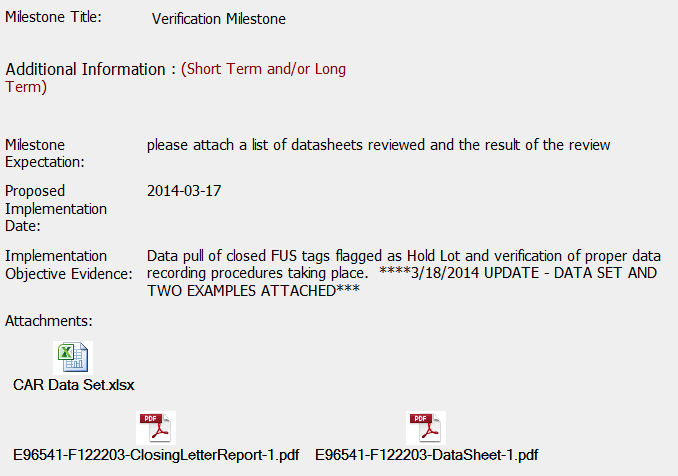 Milestone Title: Verification Milestone
Additional Information : (Short Term and/or Long
Term)
Milestone please attach a list of datasheets reviewed and the result of the review
Expectation:
Proposed 2014-03-17
Implementation
Date:
Implementation Data pull of closed FUS tags flagged as Hold Lot and verification of proper data
Objective Evidence: recording procedures taking place. ****3/18/2014 UPDATE - DATA SET AND
TWO EXAMPLES ATTACHED***
Attachments:
CAR Data Set.xlsx
PDF PDF
E96541-F122203-ClosingLetterReport-1.pdf E96541-F122203-DataSheet-1.pdf